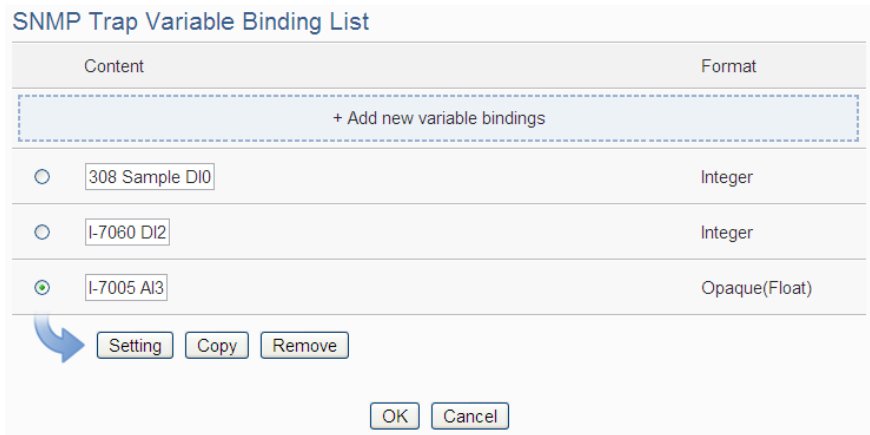 SNMP Trap Variable Binding List
Content Format
+ Add new variable bindings
308 Sample DI0 Integer
I-7060 DI2 Integer
I-7005 AI3 Opaque(Float)
Setting Copy Remove
OK Cancel